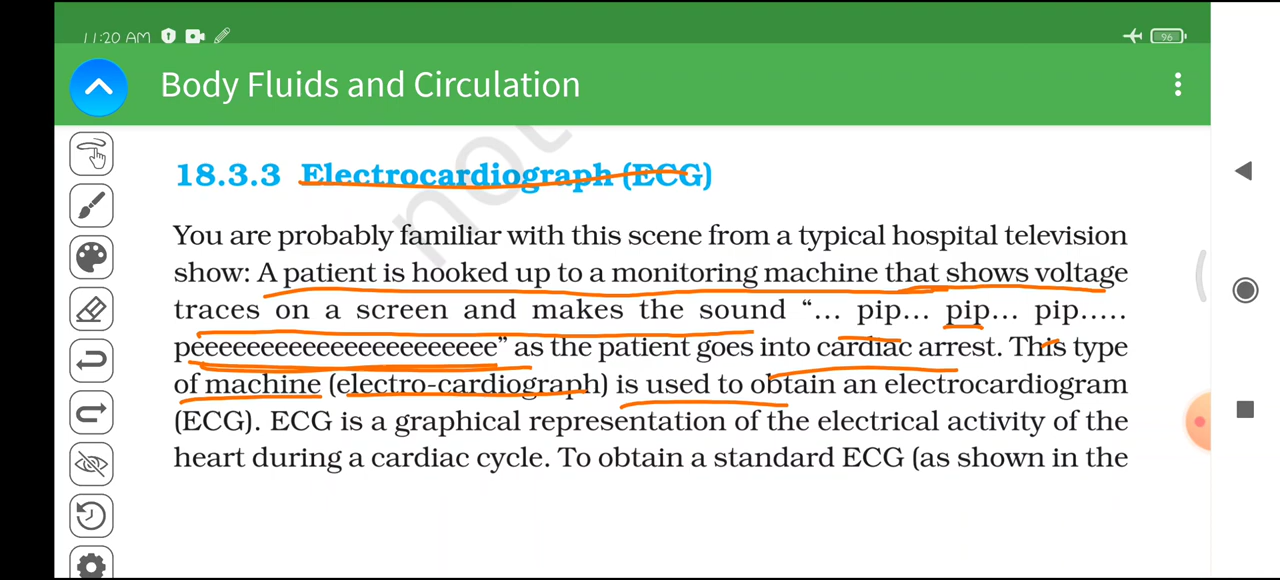 11:20 AM
96
Body Fluids and Circulation
not
18.3.3 Electrocardiograph (ECG)
You are probably familiar with this scene from a typical hospital television
show: A patient is hooked up to a monitoring machine that shows voltage
traces on a screen and makes the sound “... pip... pip... pip.....
peeeeeeeeeeeeeeeeeeeeee” as the patient goes into cardiac arrest. This type
of machine (electro-cardiograph) is used to obtain an electrocardiogram
(ECG). ECG is a graphical representation of the electrical activity of the
heart during a cardiac cycle. To obtain a standard ECG (as shown in the